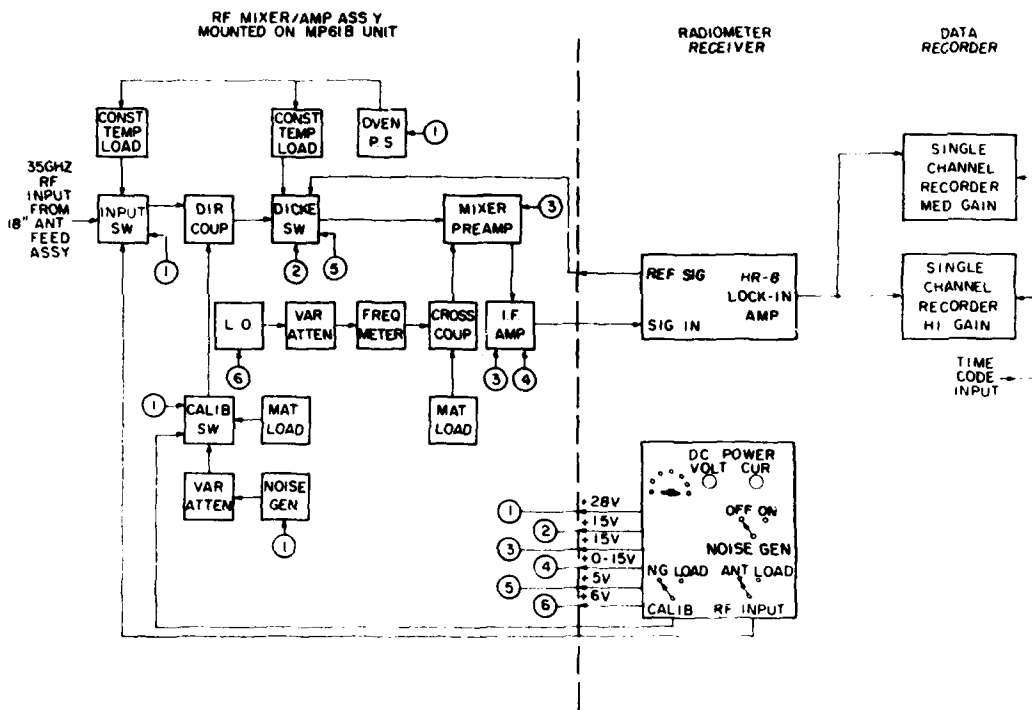 RF MIXER/AMP ASS Y
MOUNTED ON MP61B UNIT
RADIOMETER
RECEIVER
DATA
RECORDER
CONST
TEMP
LOAD
CONST
TEMP
LOAD
OVEN
P.S
1
35GHZ
RF
INPUT
FROM
18" ANT
FEED
ASSY
INPUT
SW
1
DIR
COUP
DICKE
SW
2
5
MIXER
PREAMP
3
L O
6
VAR
ATTEN
FREQ
METER
CROSS
COUP
I.F.
AMP
3
4
MAT
LOAD
1
CALIB
SW
MAT
LOAD
VAR
ATTEN
NOISE
GEN
1
REF SIG
HR-8
LOCK-IN
AMP
SIG IN
SINGLE
CHANNEL
RECORDER
MED GAIN
SINGLE
CHANNEL
RECORDER
HI GAIN
TIME
CODE
INPUT
DC POWER
VOLT CUR
OFF ON
NOISE GEN
NG LOAD ANT LOAD
CALIB RF INPUT
1 +28V
2 +15V
3 +15V
4 +0-15V
5 +5V
6 +6V